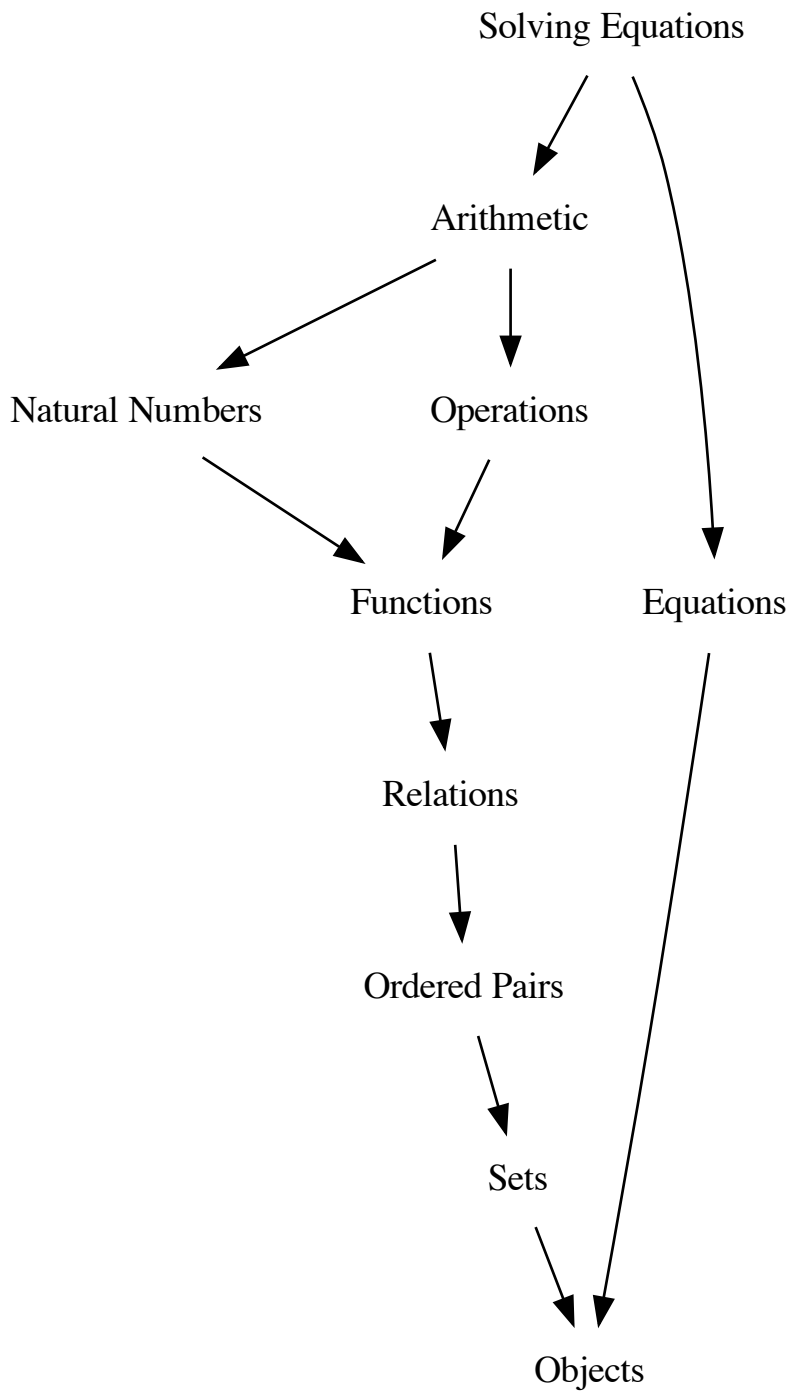 Solving Equations
Arithmetic
Natural Numbers
Operations
Functions
Equations
Relations
Ordered Pairs
Sets
Objects